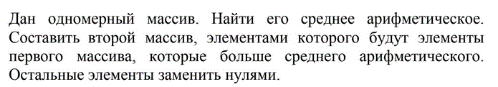 Дан одномерный массив. Найти его среднее арифметическое.
Составить второй массив, элементами которого будут элементы
первого массива, которые больше среднего арифметического.
Остальные элементы заменить нулями.